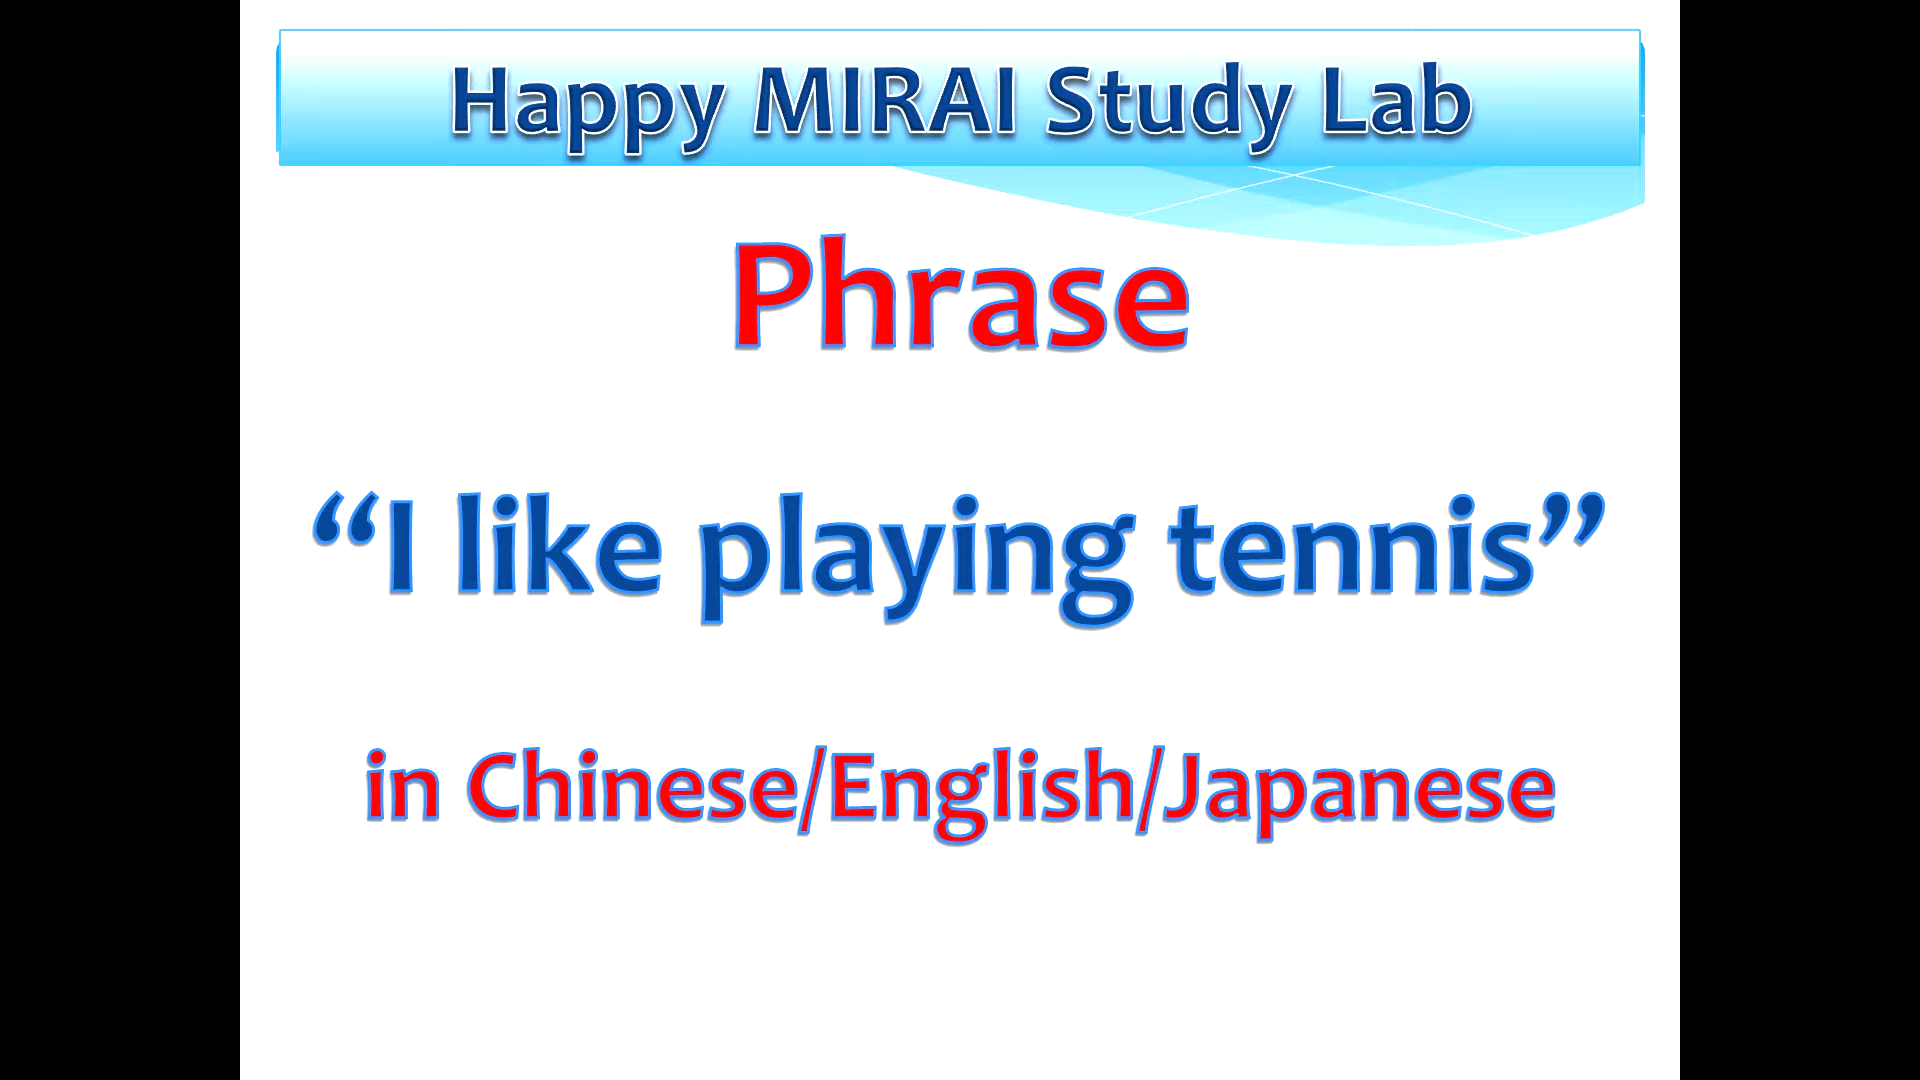 Happy MIRAI Study Lab
Phrase
“I like playing tennis”
in Chinese/English/Japanese